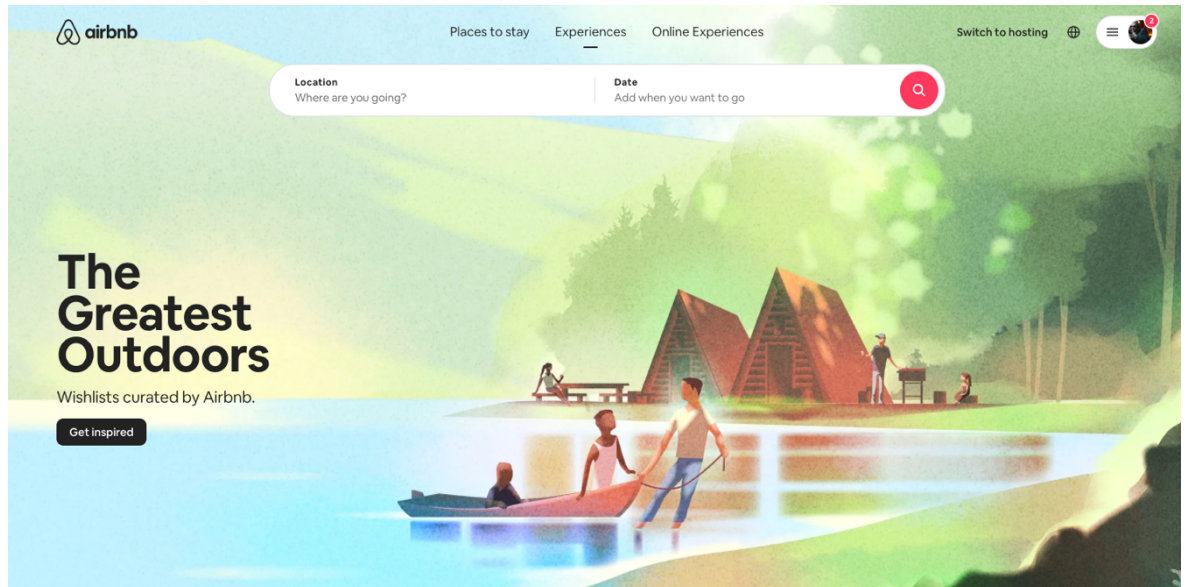 airbnb
Places to stay Experiences Online Experiences
Switch to hosting
2
Location
Where are you going?
Date
Add when you want to go
The
Greatest
Outdoors
Wishlists curated by Airbnb.
Get inspired